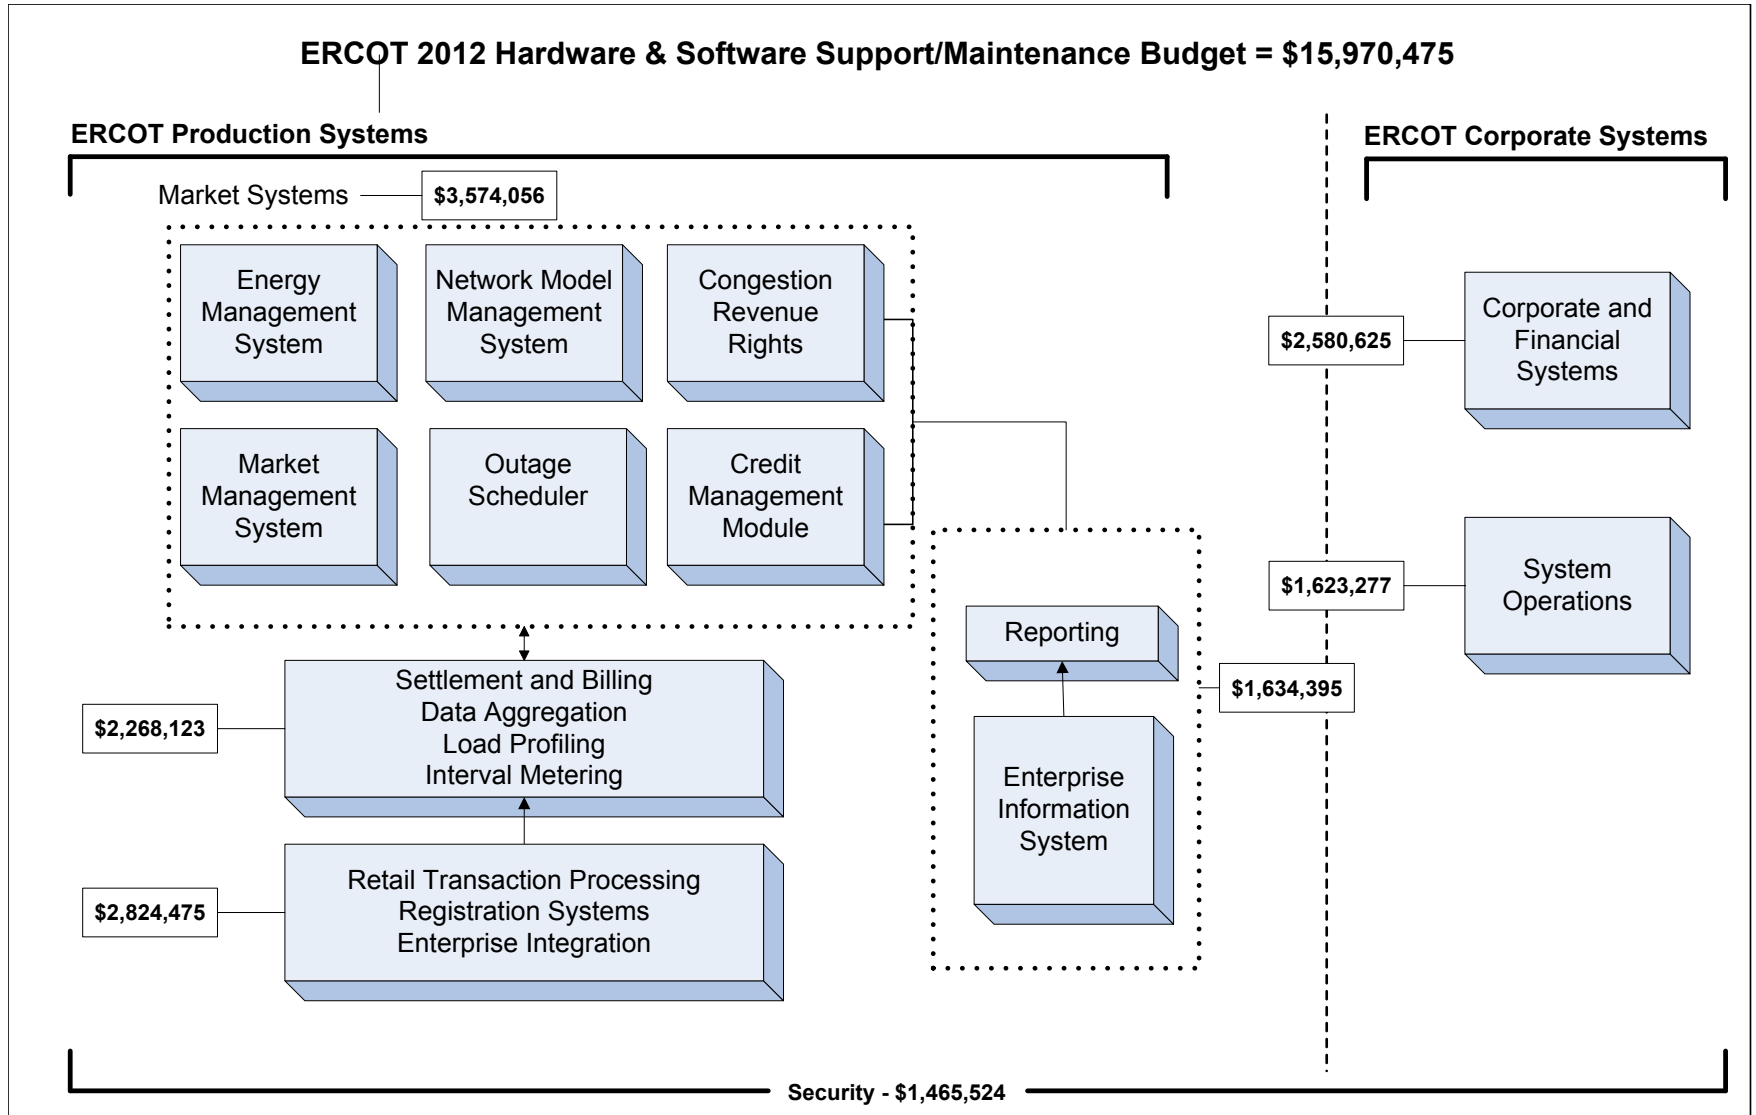 ERCOT 2012 Hardware & Software Support/Maintenance Budget = $15,970,475
ERCOT Production Systems
ERCOT Corporate Systems
Market Systems
$3,574,056
Energy
Management
System
Network Model
Management
System
Congestion
Revenue
Rights
Market
Management
System
Outage
Scheduler
Credit
Management
Module
$2,580,625
Corporate and
Financial
Systems
$1,623,277
System
Operations
Reporting
$1,634,395
Enterprise
Information
System
$2,268,123
Settlement and Billing
Data Aggregation
Load Profiling
Interval Metering
$2,824,475
Retail Transaction Processing
Registration Systems
Enterprise Integration
Security - $1,465,524